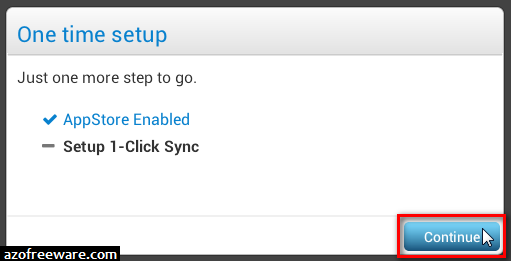 One time setup
Just one more step to go.
AppStore Enabled
Setup 1-Click Sync
Continue
azofreeware.com